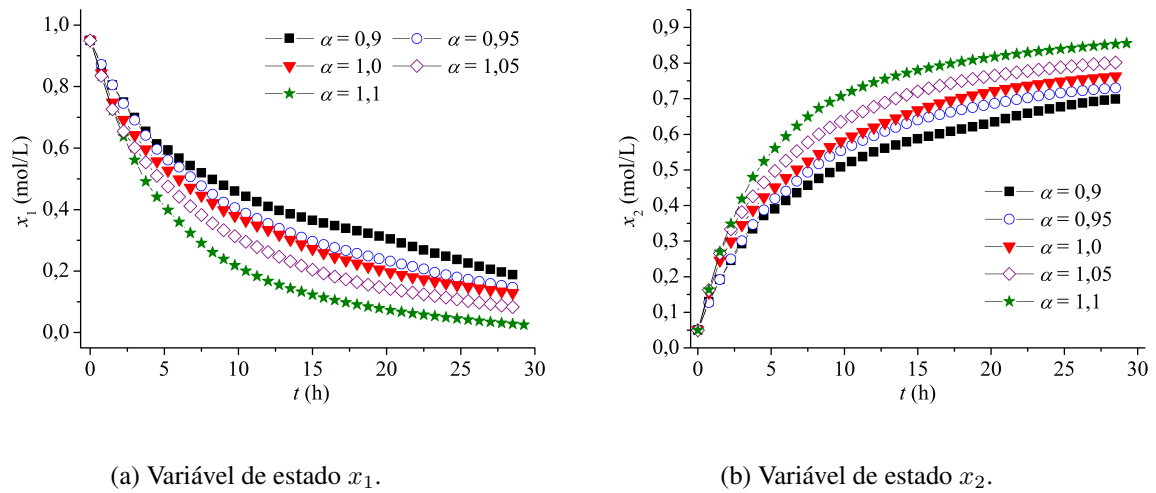 1,0
0,8
0,6
0,4
0,2
0,0
x₁ (mol/L)
α = 0,9
α = 0,95
α = 1,0
α = 1,05
α = 1,1
0 5 10 15 20 25 30
t (h)
0,9
0,8
0,7
0,6
0,5
0,4
0,3
0,2
0,1
0,0
x₂ (mol/L)
α = 0,9
α = 0,95
α = 1,0
α = 1,05
α = 1,1
0 5 10 15 20 25 30
t (h)
(a) Variável de estado x₁.
(b) Variável de estado x₂.